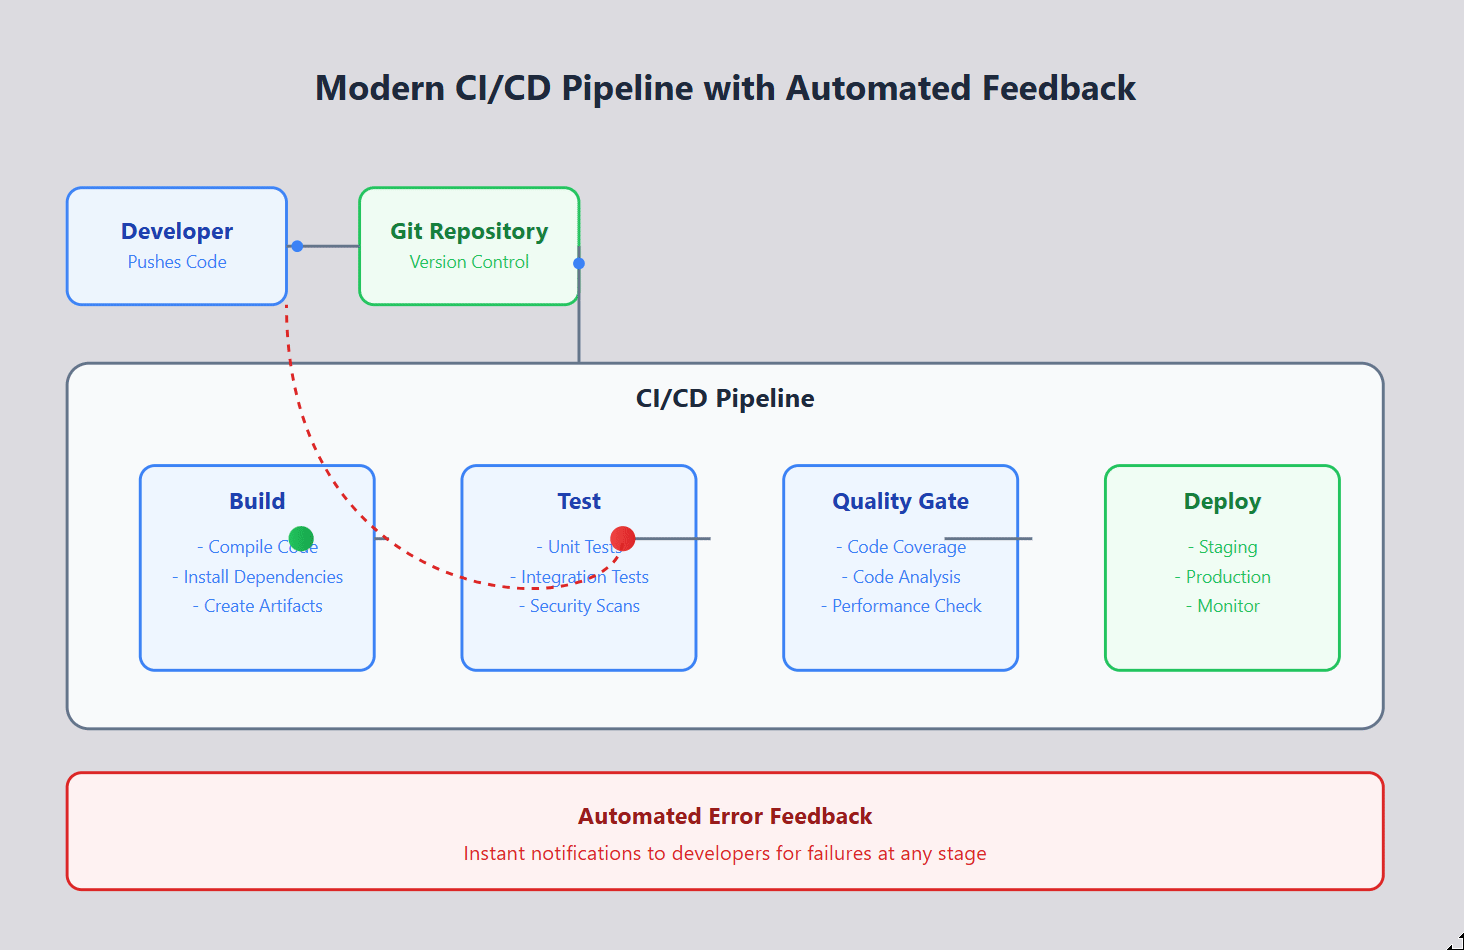 Modern CI/CD Pipeline with Automated Feedback
Developer
Pushes Code
Git Repository
Version Control
CI/CD Pipeline
Build
- Compile Code
- Install Dependencies
- Create Artifacts
Test
- Unit Tests
- Integration Tests
- Security Scans
Quality Gate
- Code Coverage
- Code Analysis
- Performance Check
Deploy
- Staging
- Production
- Monitor
Automated Error Feedback
Instant notifications to developers for failures at any stage